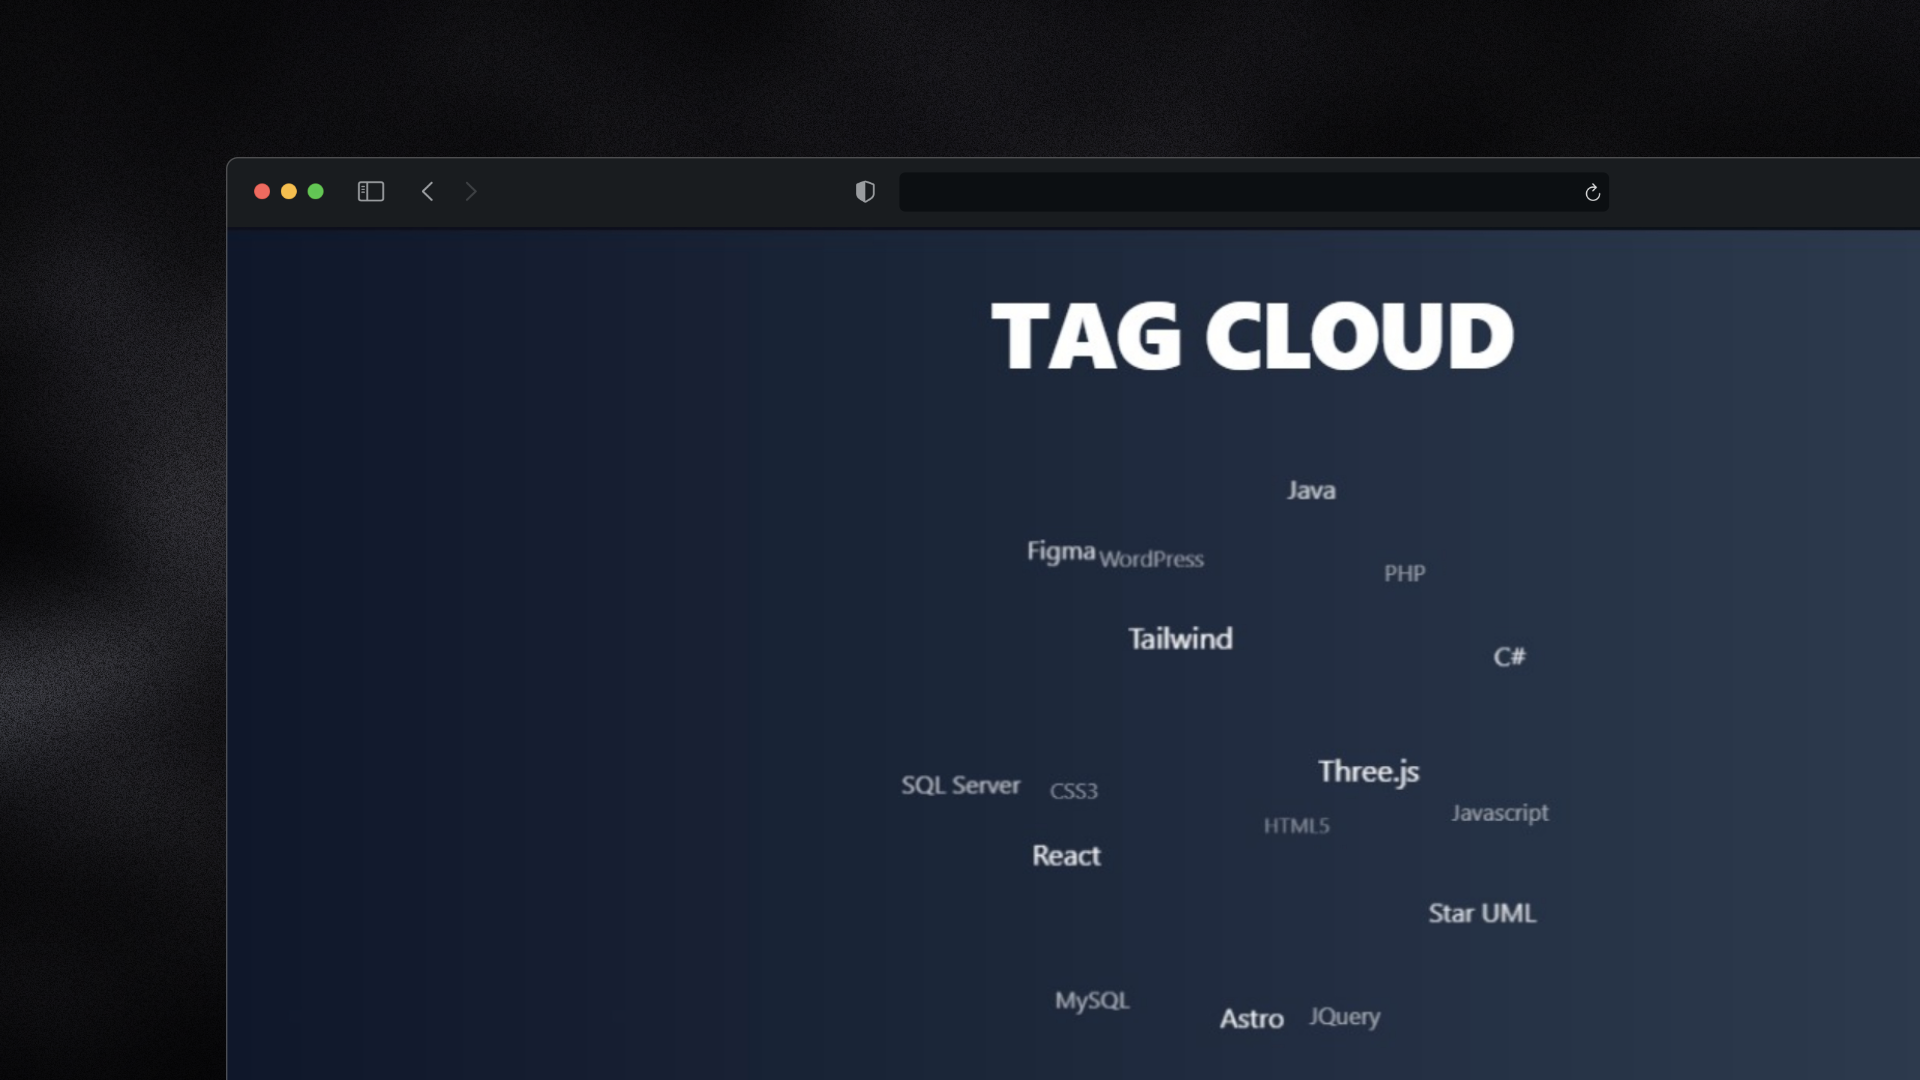 TAG CLOUD
Java
Figma
WordPress
PHP
Tailwind
C#
Three.js
SQL Server
CSS3
Javascript
HTML5
React
Star UML
MySQL
Astro
JQuery